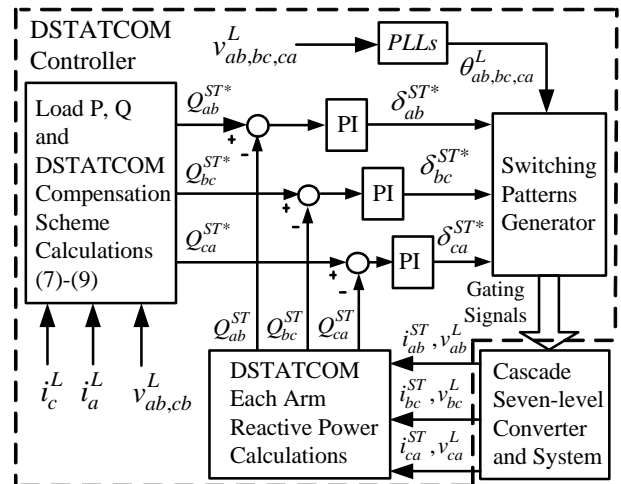 DSTATCOM
Controller
v^L_{ab,bc,ca}
PLLs
θ^L_{ab,bc,ca}
Load P, Q
and
DSTATCOM
Compensation
Scheme
Calculations
(7)-(9)
Q^{ST*}_{ab}
+
-
PI
δ^{ST*}_{ab}
Q^{ST*}_{bc}
+
-
PI
δ^{ST*}_{bc}
Q^{ST*}_{ca}
+
-
PI
δ^{ST*}_{ca}
Switching
Patterns
Generator
Gating
Signals
Q^{ST}_{ab} Q^{ST}_{bc} Q^{ST}_{ca}
i^L_c i^L_a v^L_{ab,cb}
DSTATCOM
Each Arm
Reactive Power
Calculations
i^{ST}_{ab}, v^L_{ab}
i^{ST}_{bc}, v^L_{bc}
i^{ST}_{ca}, v^L_{ca}
Cascade
Seven-level
Converter
and System